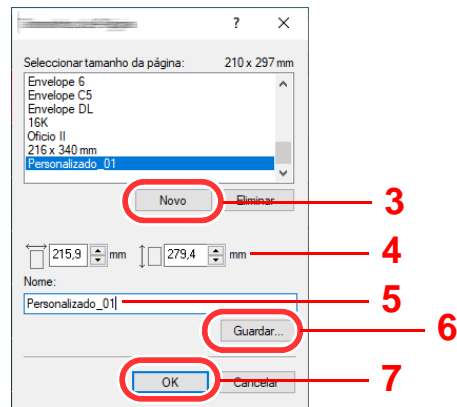 ?
Seleccionar tamanho da página: 210 x 297 mm
Envelope 6
Envelope C5
Envelope DL
16K
Oficio II
216 x 340 mm
Personalizado_01
Novo Eliminar 3
215,9 mm 279,4 mm 4
Nome:
Personalizado_01 5
Guardar... 6
OK Cancelar 7